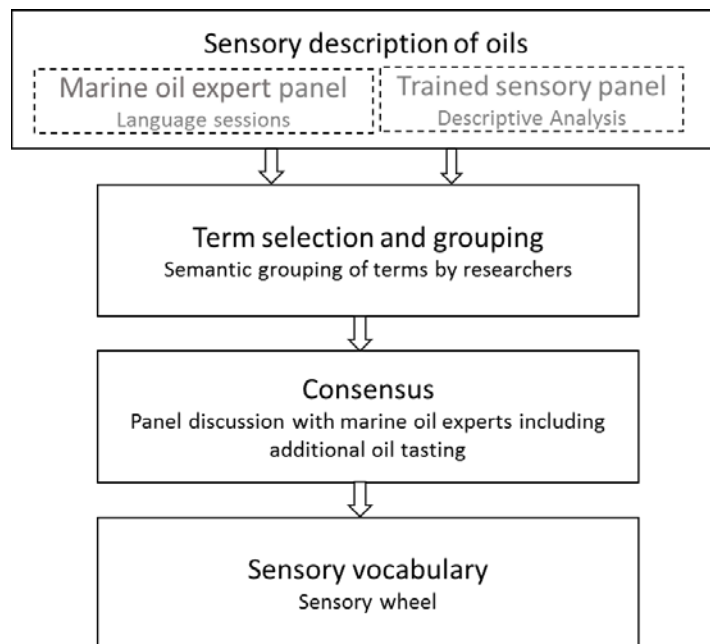 Sensory description of oils
Marine oil expert panel
Language sessions
Trained sensory panel
Descriptive Analysis
Term selection and grouping
Semantic grouping of terms by researchers
Consensus
Panel discussion with marine oil experts including
additional oil tasting
Sensory vocabulary
Sensory wheel